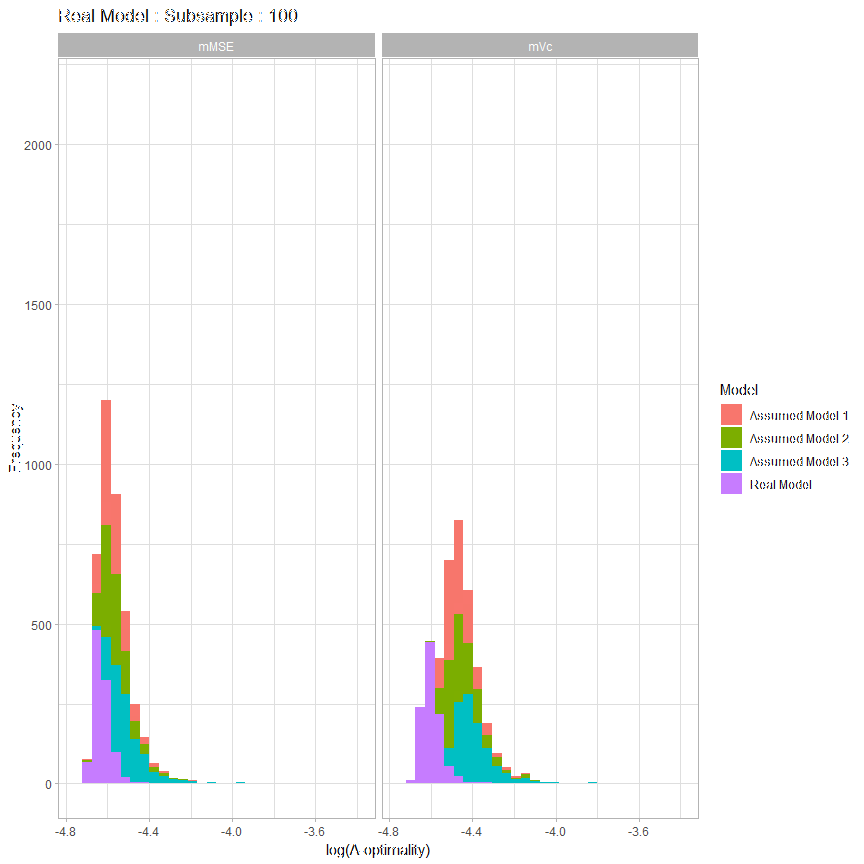 Real Model :: Subsample :: 100
mMSE
mVc
2000
1500
1000
500
0
Frequency
-4.8
-4.4
-4.0
-3.6
-4.8
-4.4
-4.0
-3.6
log(A-optimality)
Model
Assumed Model 1
Assumed Model 2
Assumed Model 3
Real Model